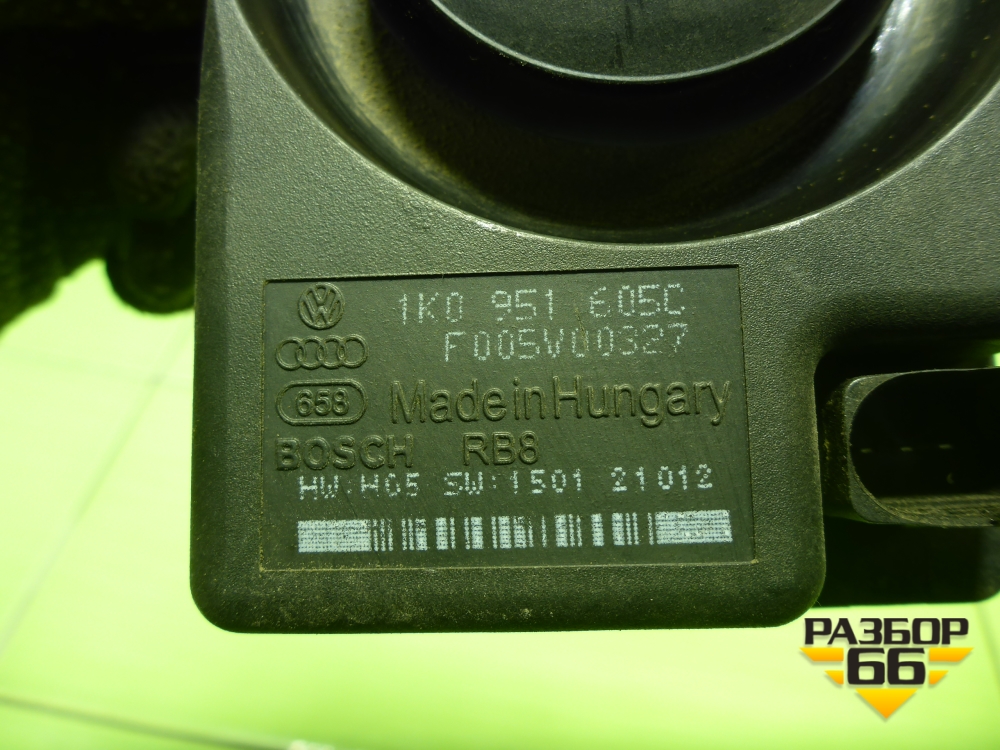 1K0 951 605C
F005V00327
658
Made in Hungary
BOSCH RB8
HW:H05 SW:1501 21012
РАЗБОР
66